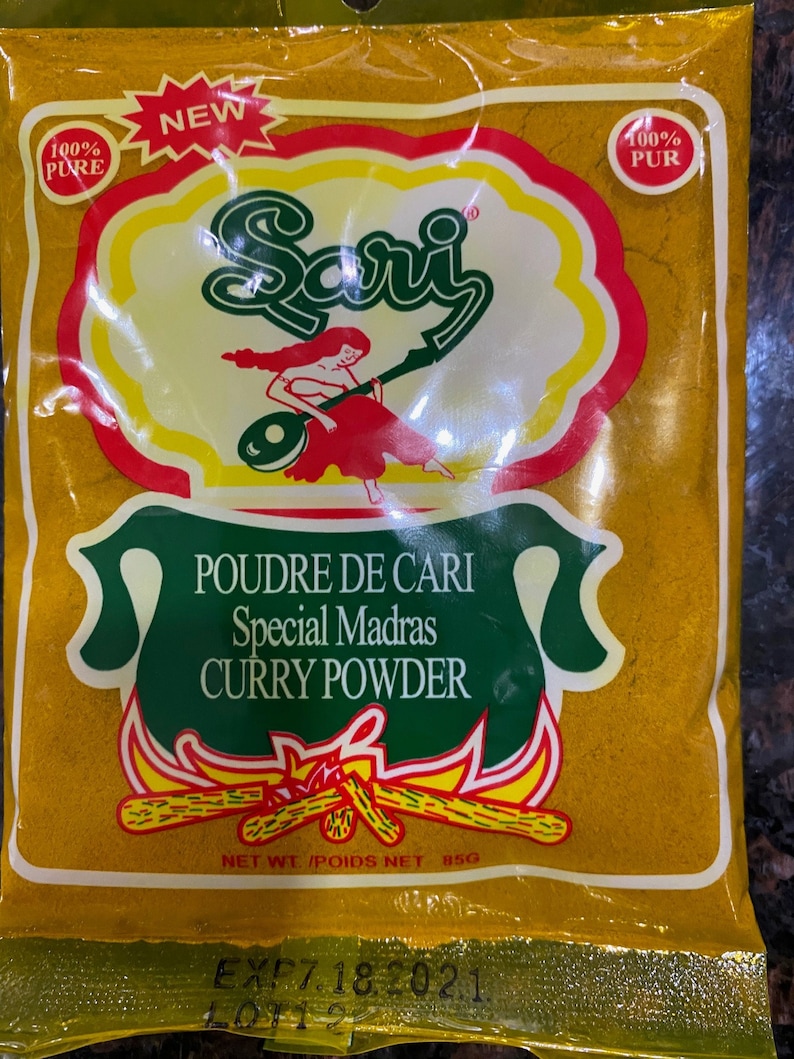 NEW
100%
PURE
100%
PUR
Sari®
POUDRE DE CARI
Special Madras
CURRY POWDER
NET WT. /POIDS NET 85G
EXP7.18.2021.
LOT12